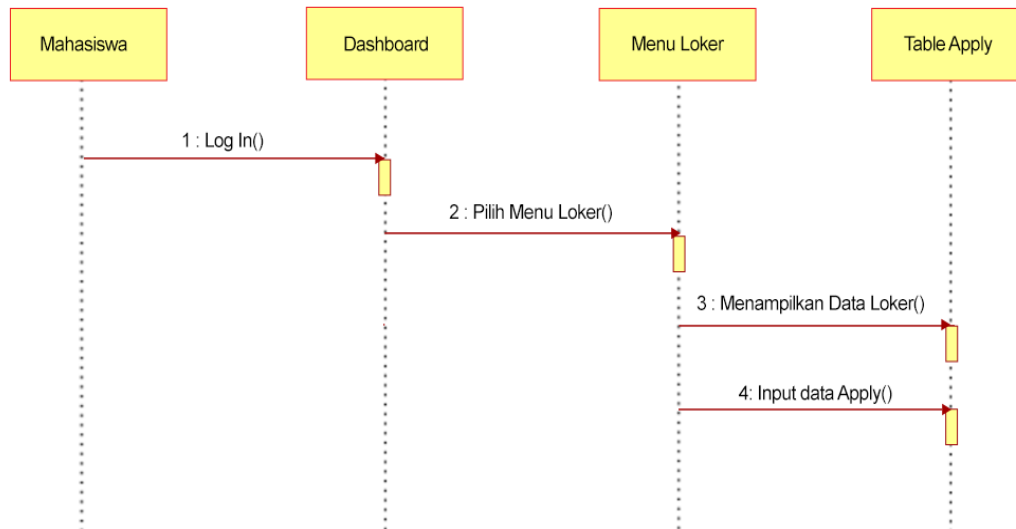 Mahasiswa
Dashboard
Menu Loker
Table Apply
1 : Log In()
2 : Pilih Menu Loker()
3 : Menampilkan Data Loker()
4: Input data Apply()